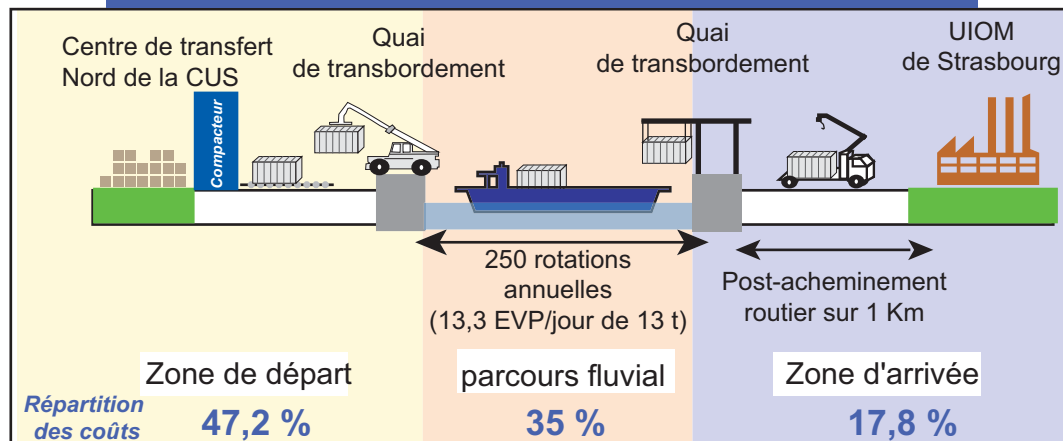 Centre de transfert
Nord de la CUS
Quai
de transbordement
Quai
de transbordement
UIOM
de Strasbourg
Compacteur
250 rotations
annuelles
(13,3 EVP/jour de 13 t)
Post-acheminement
routier sur 1 Km
Zone de départ
parcours fluvial
Zone d'arrivée
Répartition
des coûts
47,2 %
35 %
17,8 %